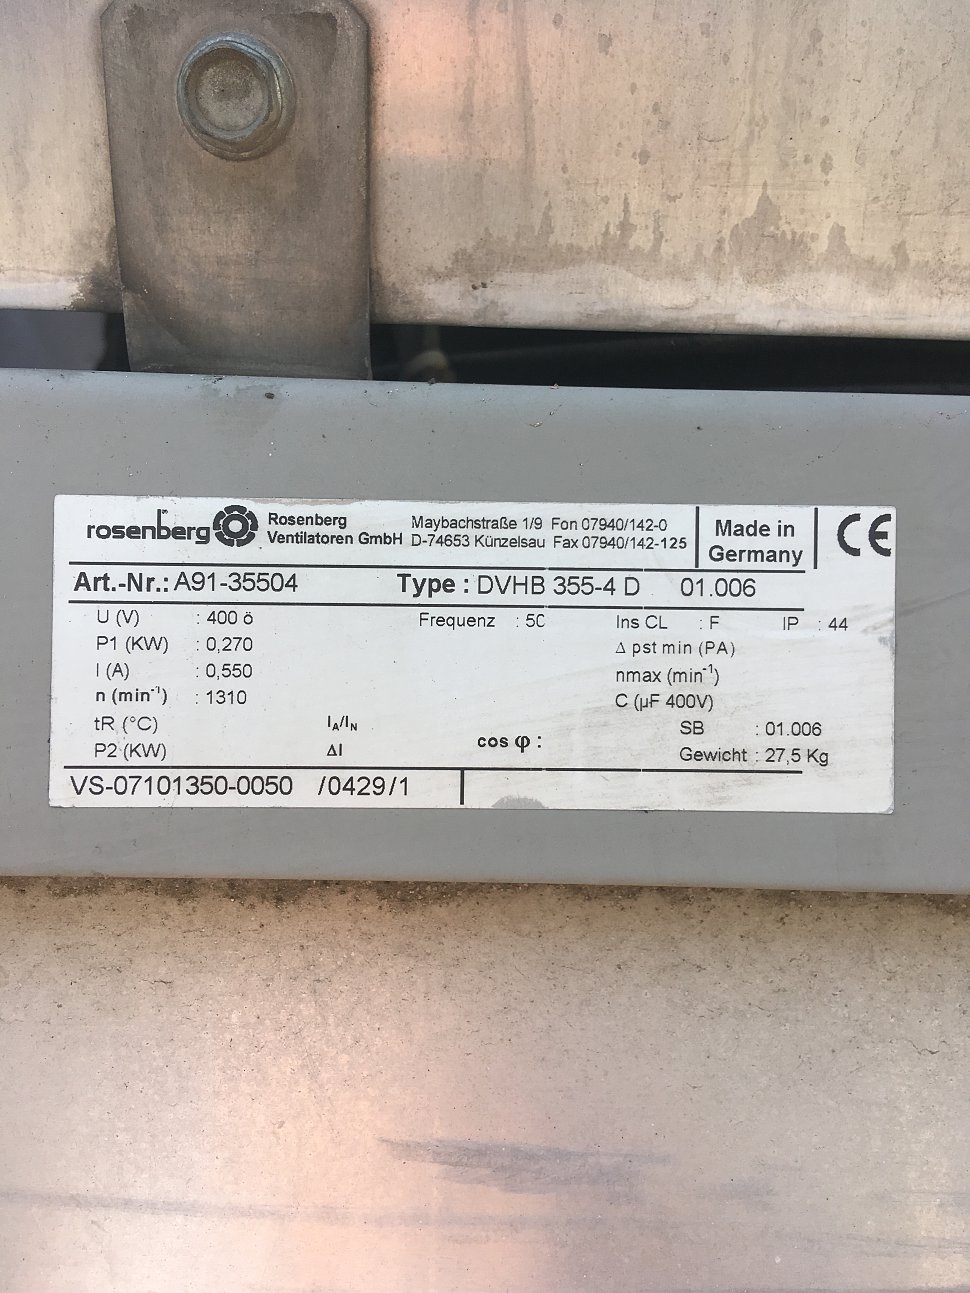 rosenberg Rosenberg Ventilatoren GmbH
Maybachstraße 1/9 Fon 07940/142-0
D-74653 Künzelsau Fax 07940/142-125
Made in Germany
CE
Art.-Nr.: A91-35504 Type : DVHB 355-4 D 01.006
U (V) : 400 ö Frequenz : 50 Ins CL : F IP : 44
P1 (KW) : 0,270 Δ pst min (PA)
I (A) : 0,550 nmax (min⁻¹)
n (min⁻¹) : 1310 C (µF 400V)
tR (°C) IA/IN SB : 01.006
P2 (KW) ΔI cos φ : Gewicht : 27,5 Kg
VS-07101350-0050 /0429/1